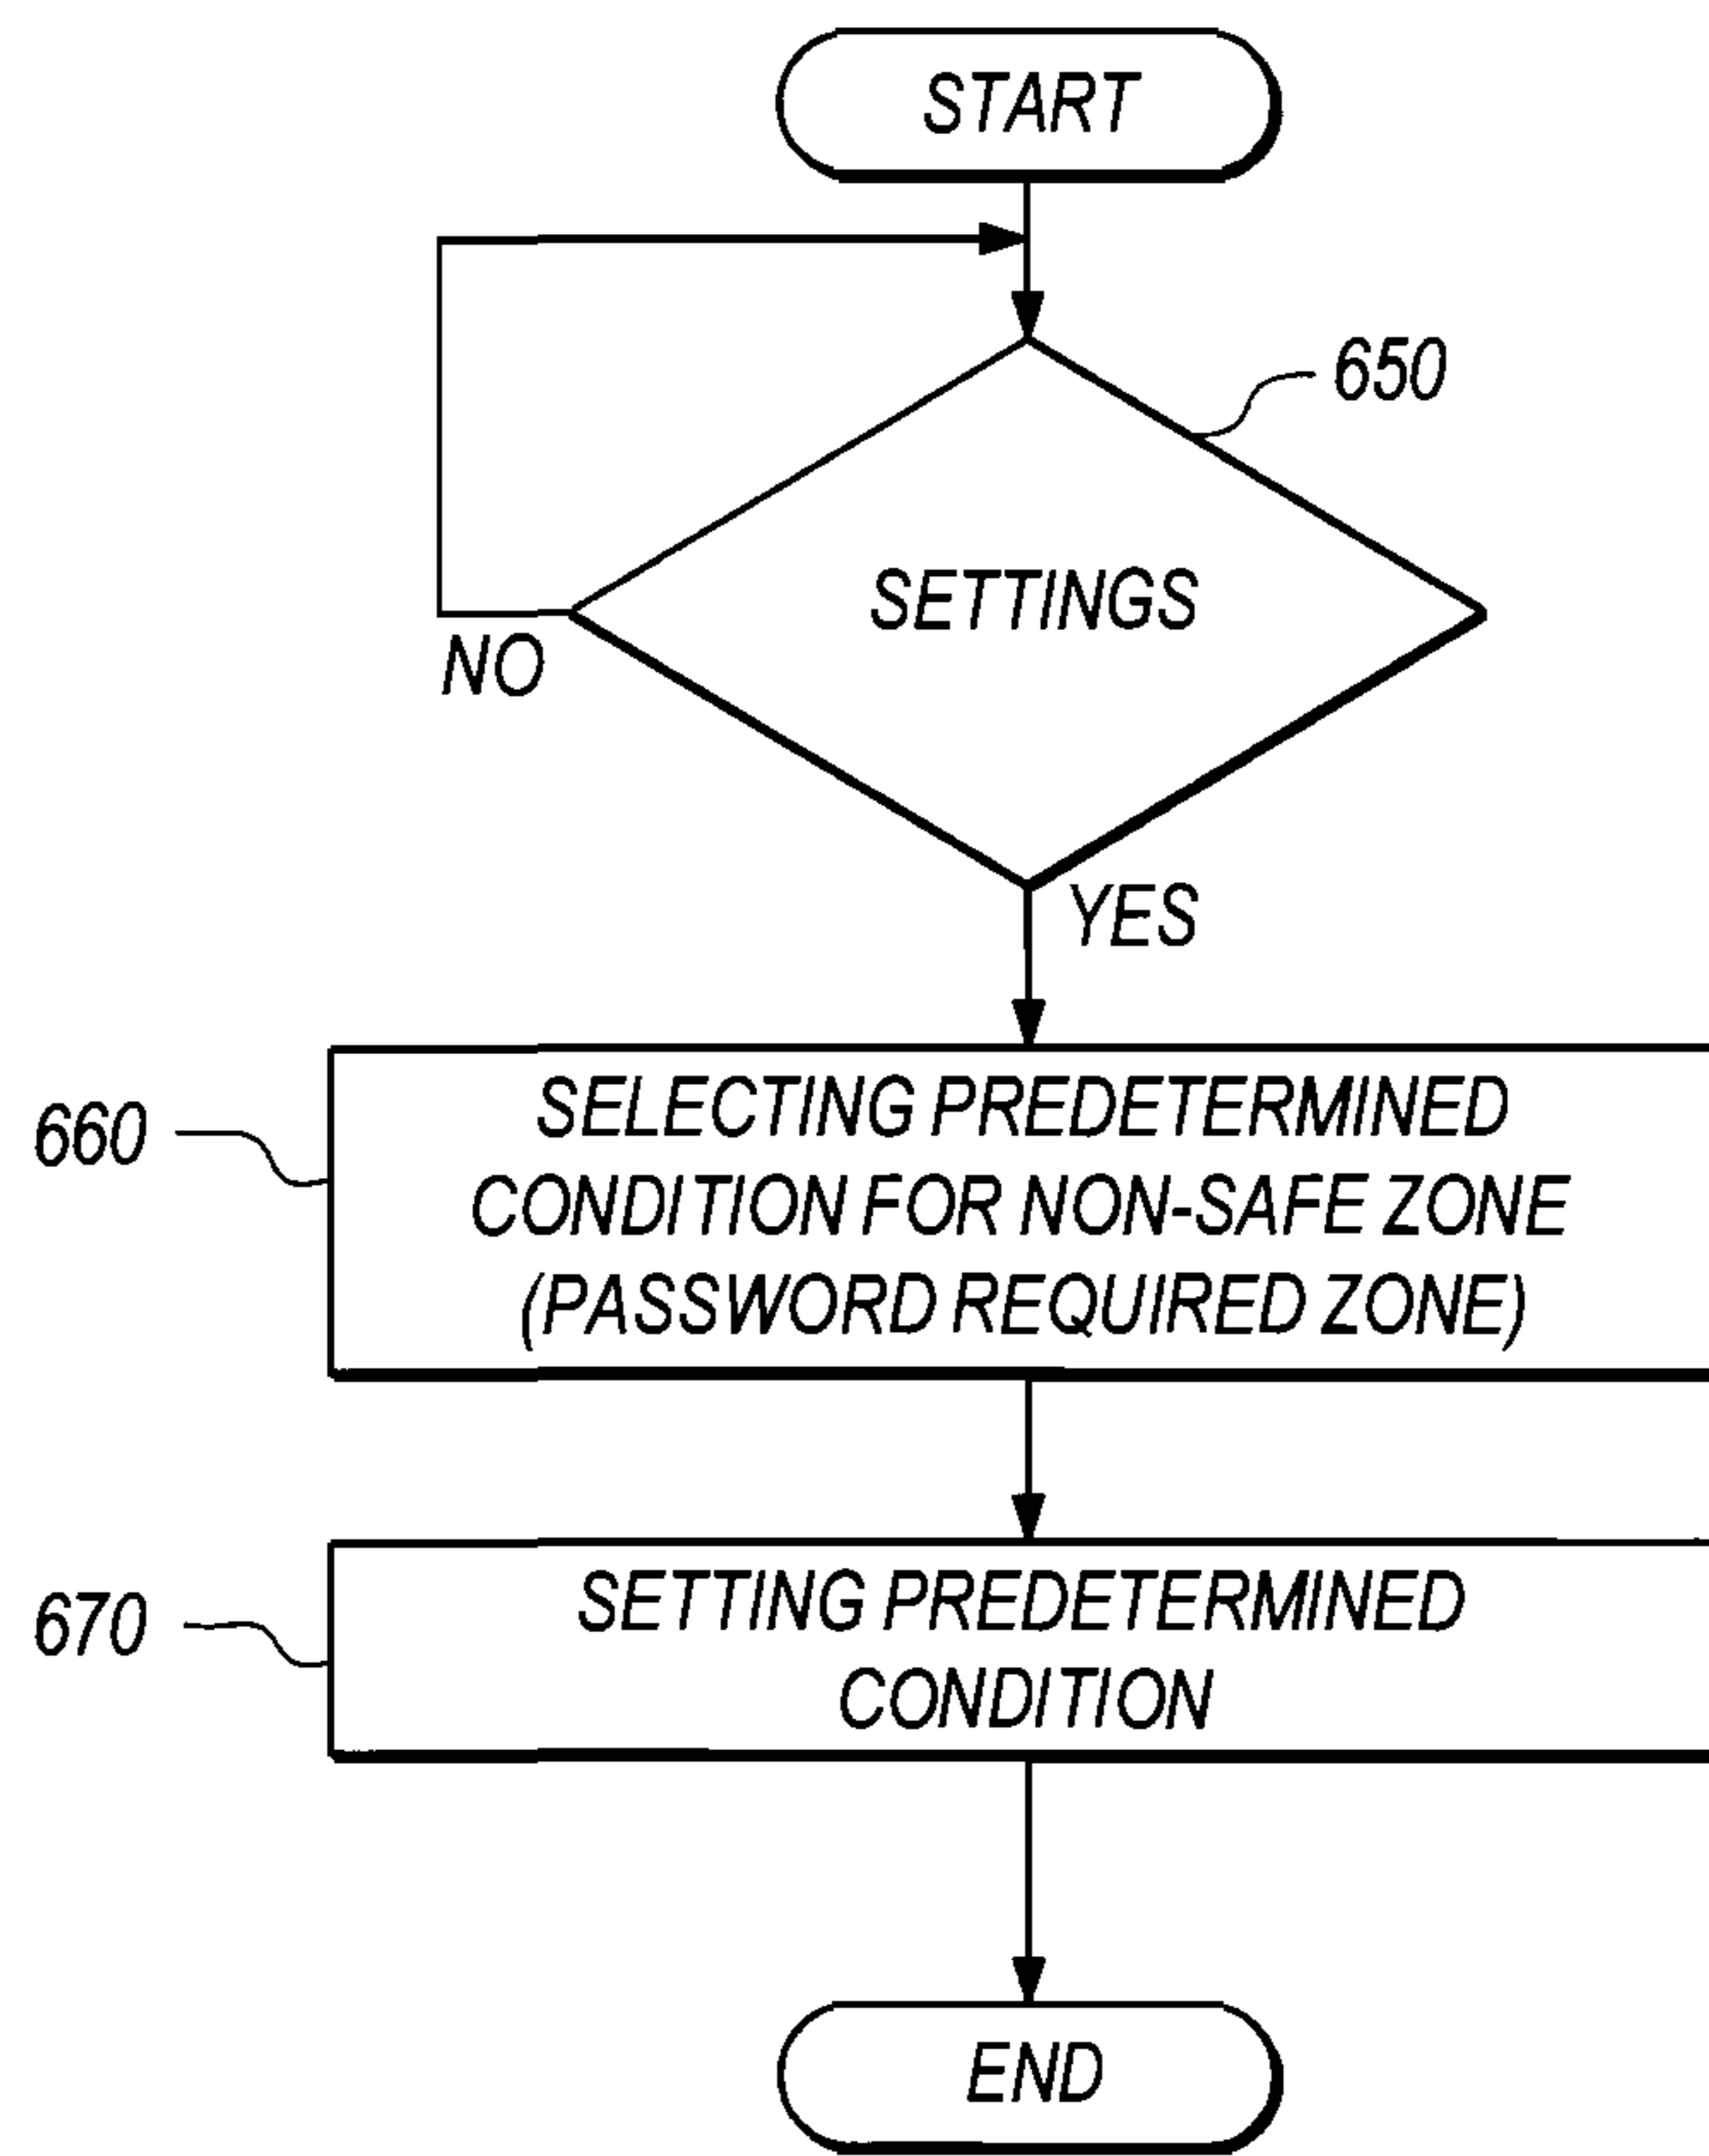 START
650
SETTINGS
NO
YES
660
SELECTING PREDETERMINED
CONDITION FOR NON-SAFE ZONE
(PASSWORD REQUIRED ZONE)
670
SETTING PREDETERMINED
CONDITION
END